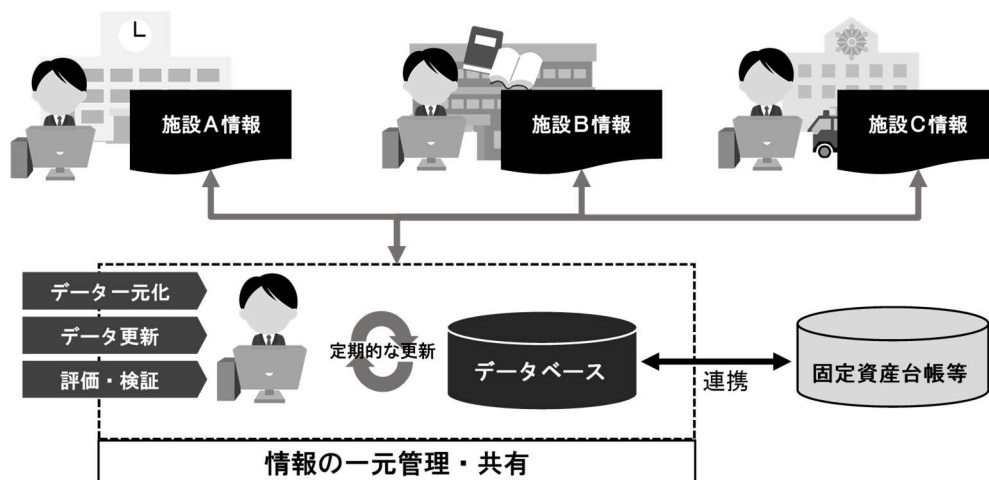 施設A情報
施設B情報
施設C情報
データ一元化
データ更新
評価・検証
定期的な更新
データベース
連携
固定資産台帳等
情報の一元管理・共有